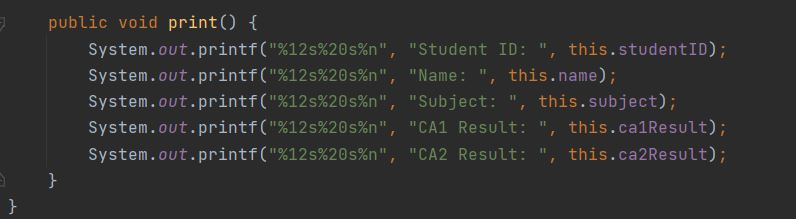 public void print() {
System.out.printf("%12s%20s%n", "Student ID: ", this.studentID);
System.out.printf("%12s%20s%n", "Name: ", this.name);
System.out.printf("%12s%20s%n", "Subject: ", this.subject);
System.out.printf("%12s%20s%n", "CA1 Result: ", this.ca1Result);
System.out.printf("%12s%20s%n", "CA2 Result: ", this.ca2Result);
}
}